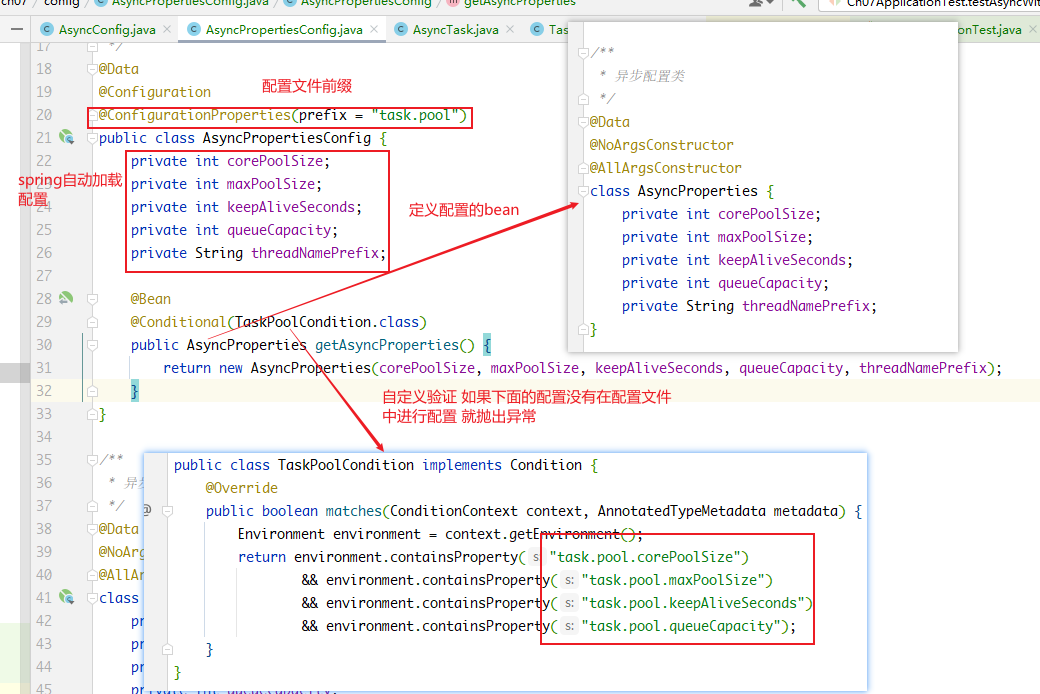 ch07 config AsyncPropertiesConfig.java AsyncPropertiesConfig getAsyncProperties Ch07ApplicationTest.testAsyncWit
AsyncConfig.java AsyncPropertiesConfig.java AsyncTask.java Tas onTest.java
17 */
18 @Data
19 @Configuration
配置文件前缀
20 @ConfigurationProperties(prefix = "task.pool")
21 public class AsyncPropertiesConfig {
22 private int corePoolSize;
23 private int maxPoolSize;
24 private int keepAliveSeconds;
25 private int queueCapacity;
26 private String threadNamePrefix;
spring自动加载
配置
定义配置的bean
27
28 @Bean
29 @Conditional(TaskPoolCondition.class)
30 public AsyncProperties getAsyncProperties() {
31 return new AsyncProperties(corePoolSize, maxPoolSize, keepAliveSeconds, queueCapacity, threadNamePrefix);
32 }
33 }
34
35 /**
36 * 异步
37 */
38 @Data
39 @NoArg
40 @AllAr
41 class
42 pr
43 pr
44 pr
45 private int queueCapacity;
/**
* 异步配置类
*/
@Data
@NoArgsConstructor
@AllArgsConstructor
class AsyncProperties {
private int corePoolSize;
private int maxPoolSize;
private int keepAliveSeconds;
private int queueCapacity;
private String threadNamePrefix;
}
自定义验证 如果下面的配置没有在配置文件
中进行配置 就抛出异常
public class TaskPoolCondition implements Condition {
@Override
@ public boolean matches(ConditionContext context, AnnotatedTypeMetadata metadata) {
Environment environment = context.getEnvironment();
return environment.containsProperty( s: "task.pool.corePoolSize")
&& environment.containsProperty( s: "task.pool.maxPoolSize")
&& environment.containsProperty( s: "task.pool.keepAliveSeconds")
&& environment.containsProperty( s: "task.pool.queueCapacity");
}
}